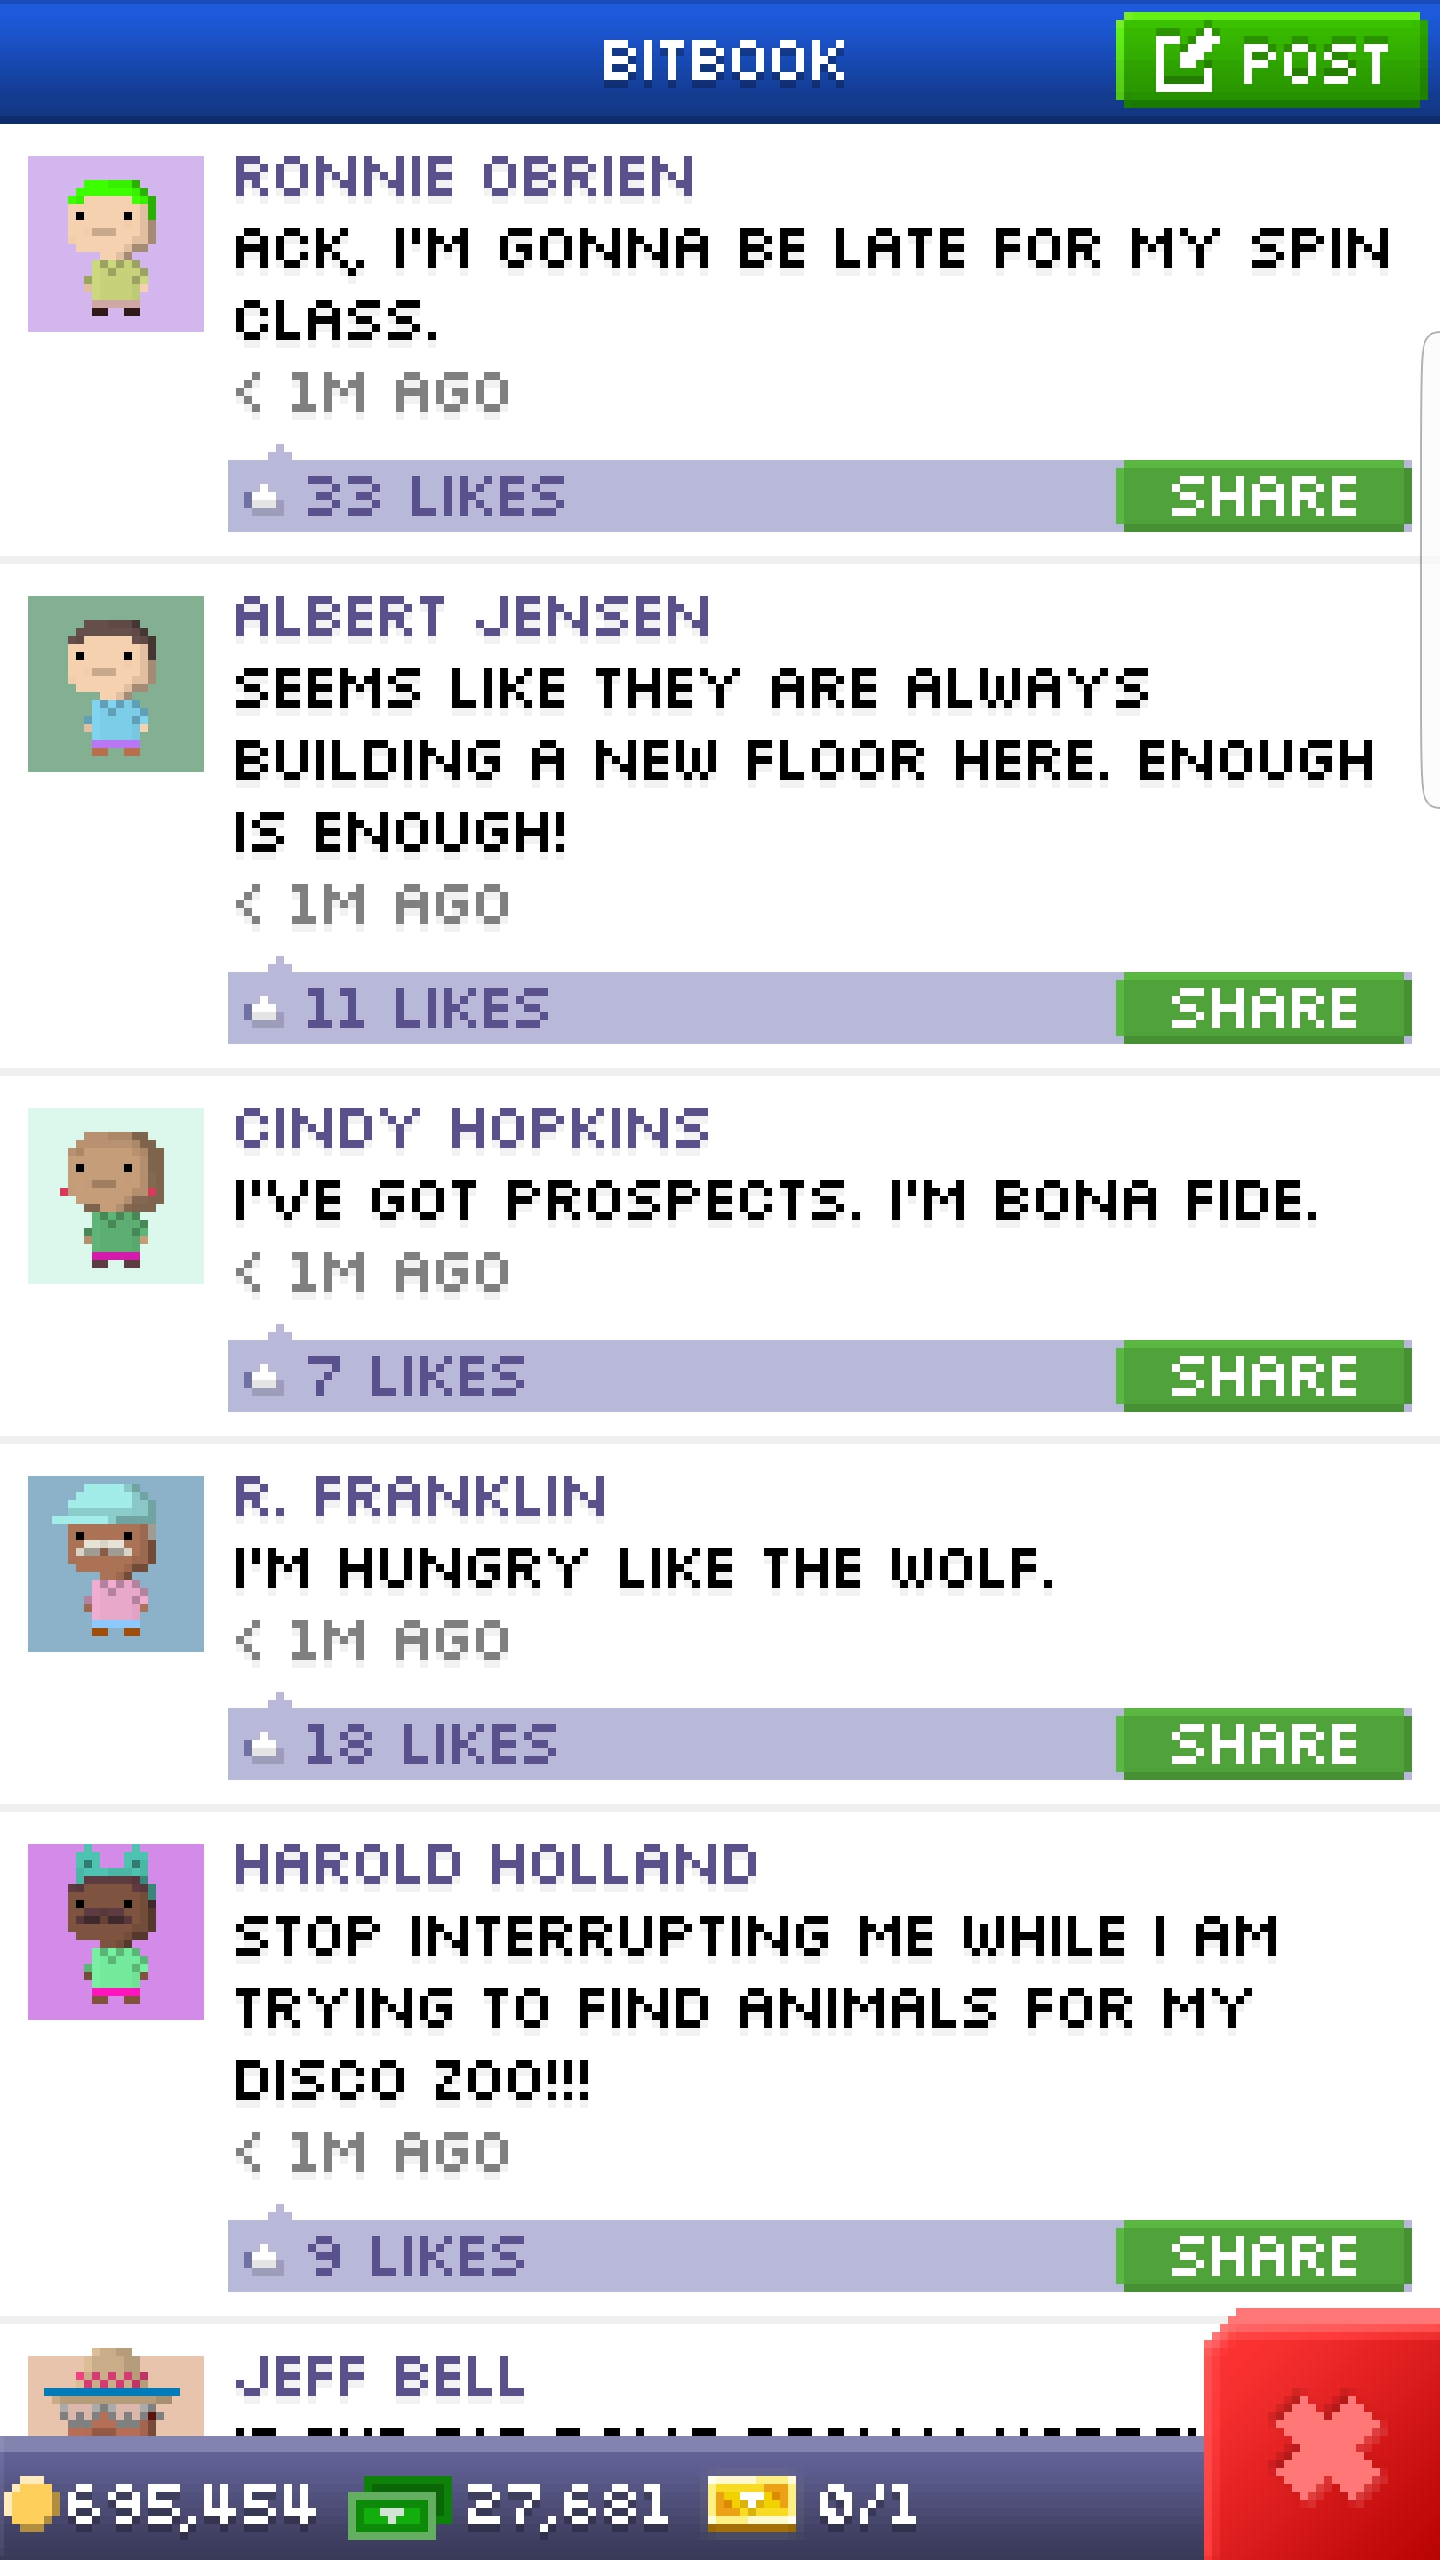 BITBOOK
POST
RONNIE OBRIEN
ACK, I'M GONNA BE LATE FOR MY SPIN
CLASS.
< 1M AGO
33 LIKES
SHARE
ALBERT JENSEN
SEEMS LIKE THEY ARE ALWAYS
BUILDING A NEW FLOOR HERE. ENOUGH
IS ENOUGH!
< 1M AGO
11 LIKES
SHARE
CINDY HOPKINS
I'VE GOT PROSPECTS. I'M BONA FIDE.
< 1M AGO
7 LIKES
SHARE
R. FRANKLIN
I'M HUNGRY LIKE THE WOLF.
< 1M AGO
18 LIKES
SHARE
HAROLD HOLLAND
STOP INTERRUPTING ME WHILE I AM
TRYING TO FIND ANIMALS FOR MY
DISCO ZOO!!!
< 1M AGO
9 LIKES
SHARE
JEFF BELL
695,454
27,681
0/1